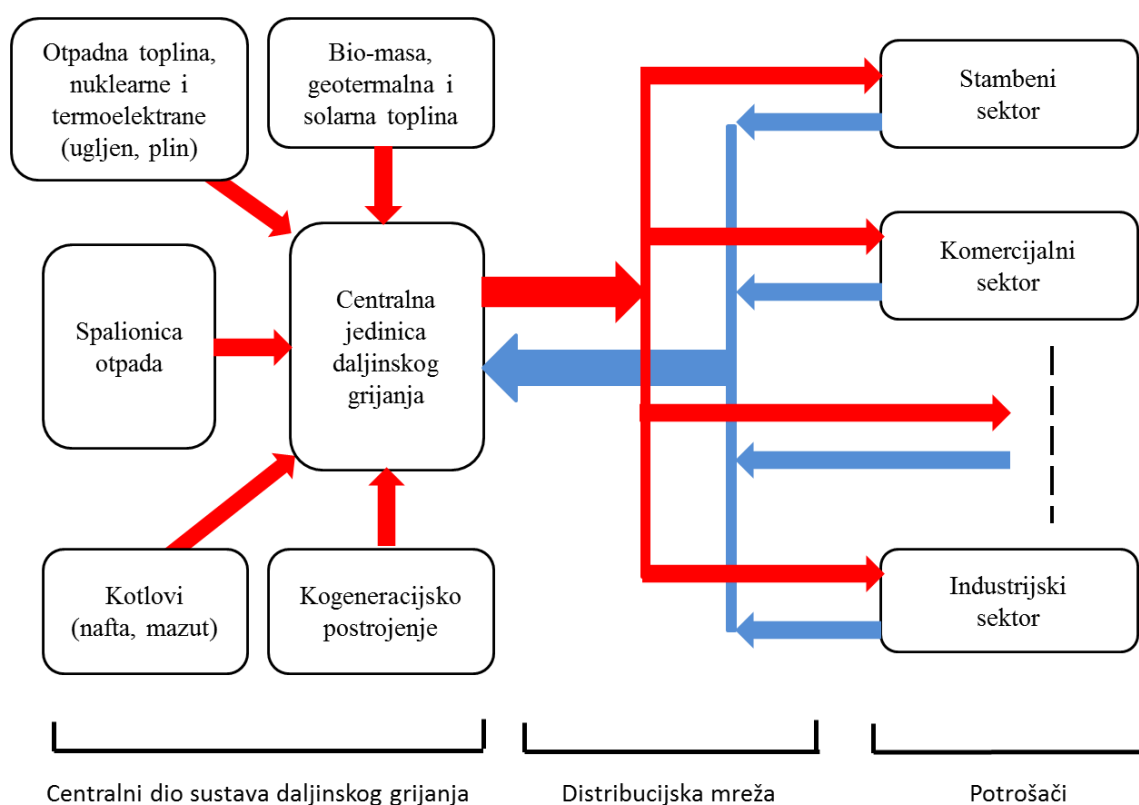 Otpadna toplina,
nuklearne i
termoelektrane
(ugljen, plin)
Bio-masa,
geotermalna i
solarna toplina
Stambeni
sektor
Komercijalni
sektor
Spalionica
otpada
Centralna
jedinica
daljinskog
grijanja
Kotlovi
(nafta, mazut)
Kogeneracijsko
postrojenje
Industrijski
sektor
Centralni dio sustava daljinskog grijanja
Distribucijska mreža
Potrošači